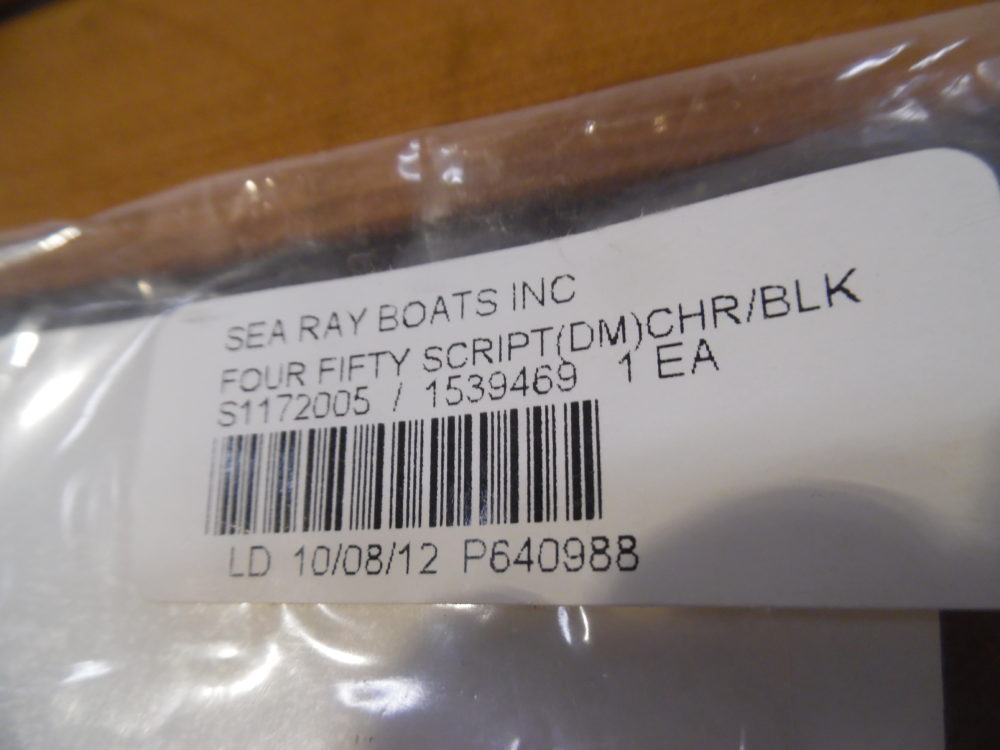 SEA RAY BOATS INC
FOUR FIFTY SCRIPT(DM)CHR/BLK
S1172005 / 1539469 1 EA
LD 10/08/12 P640988